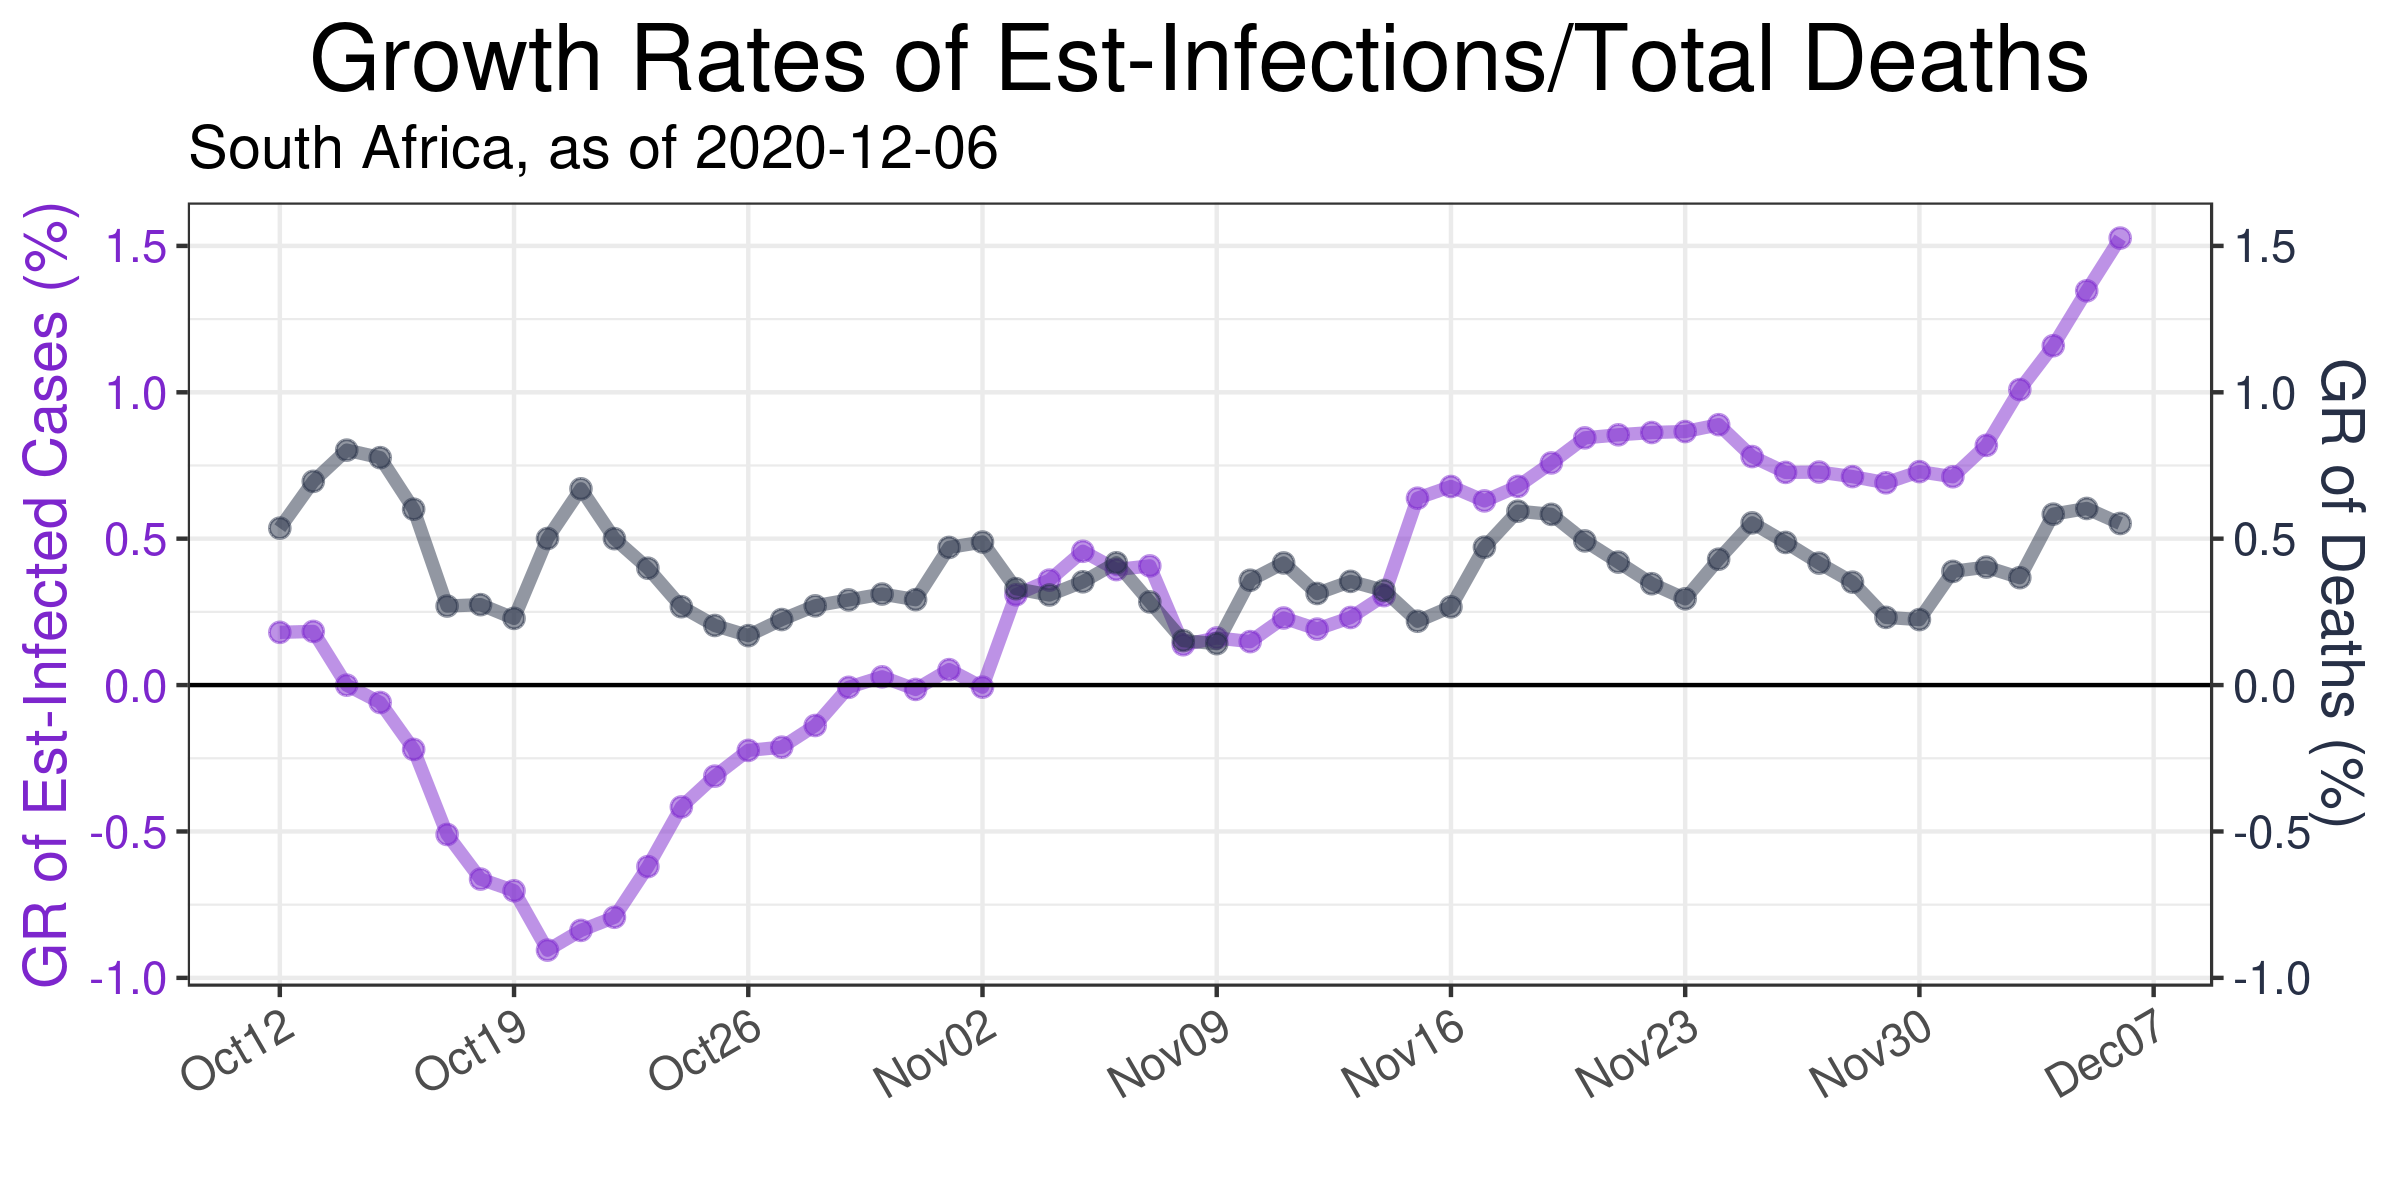 Growth Rates of Est-Infections/Total Deaths
South Africa, as of 2020-12-06
GR of Est-Infected Cases (%)
1.5
1.0
0.5
0.0
-0.5
-1.0
1.5
1.0
0.5
0.0
-0.5
-1.0
GR of Deaths (%)
Oct12
Oct19
Oct26
Nov02
Nov09
Nov16
Nov23
Nov30
Dec07